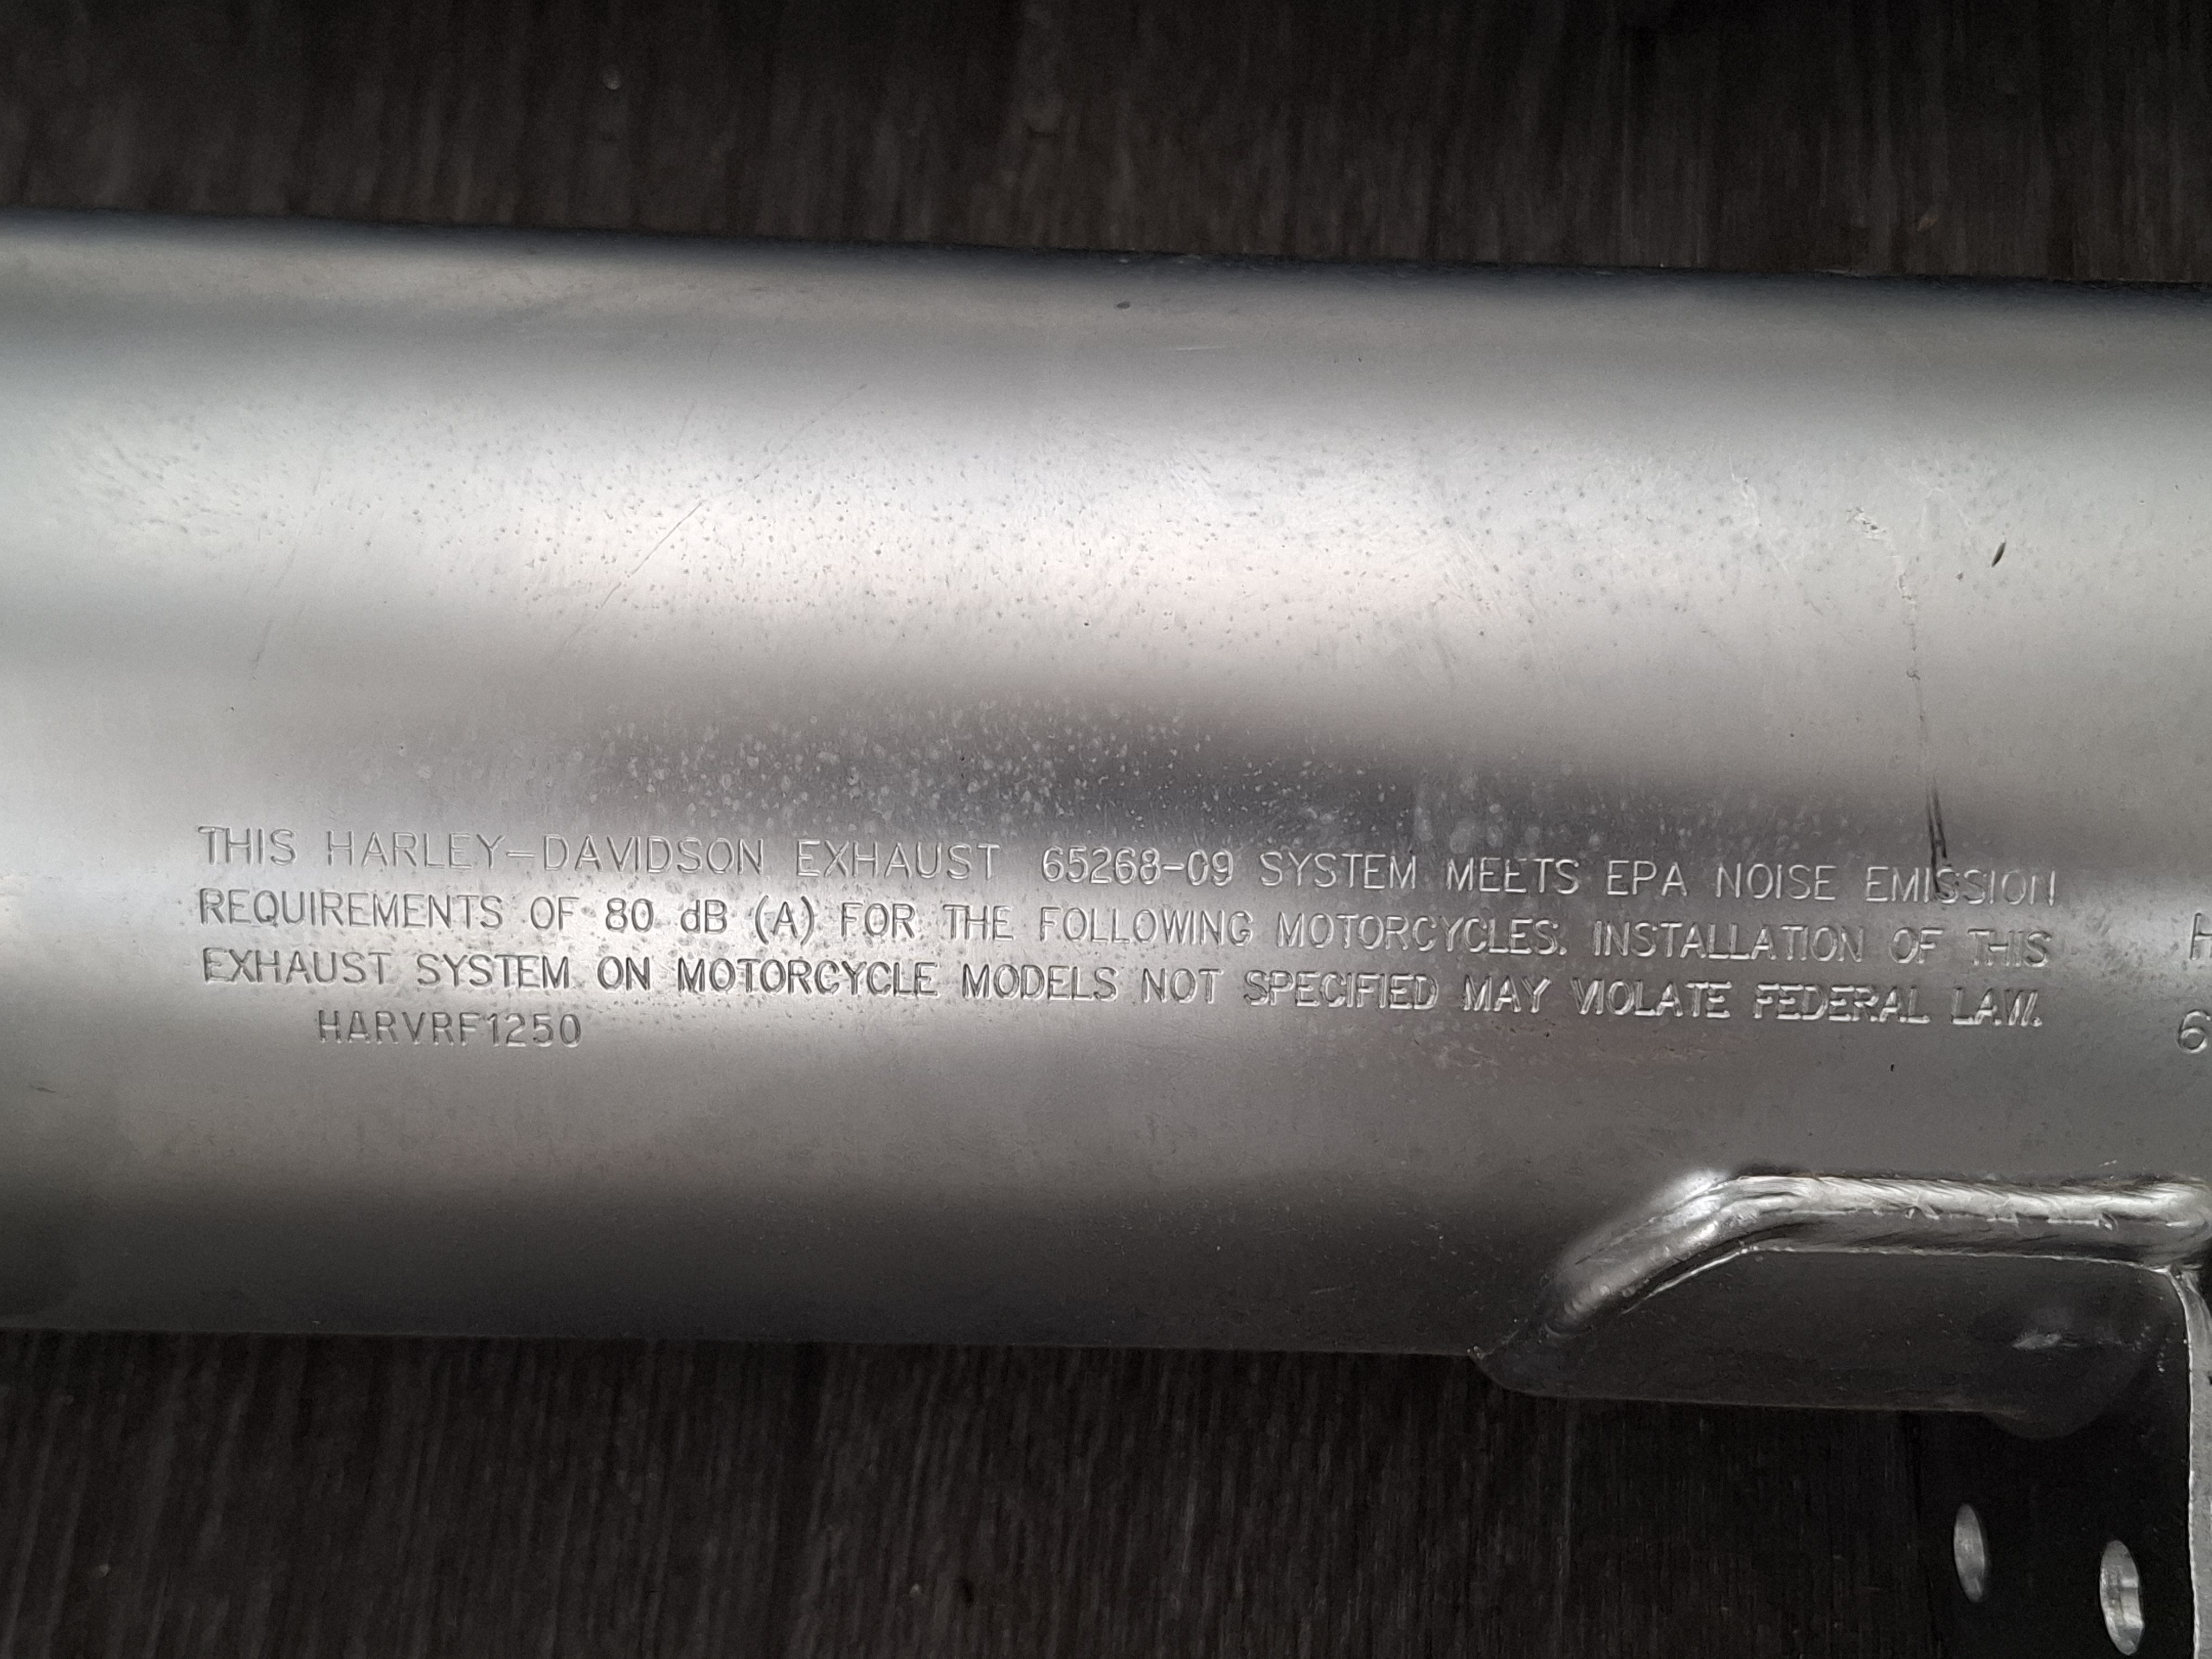 THIS HARLEY-DAVIDSON EXHAUST 65268-09 SYSTEM MEETS EPA NOISE EMISSION
REQUIREMENTS OF 80 dB (A) FOR THE FOLLOWING MOTORCYCLES. INSTALLATION OF THIS
EXHAUST SYSTEM ON MOTORCYCLE MODELS NOT SPECIFIED MAY VIOLATE FEDERAL LAW.
HARVRF1250